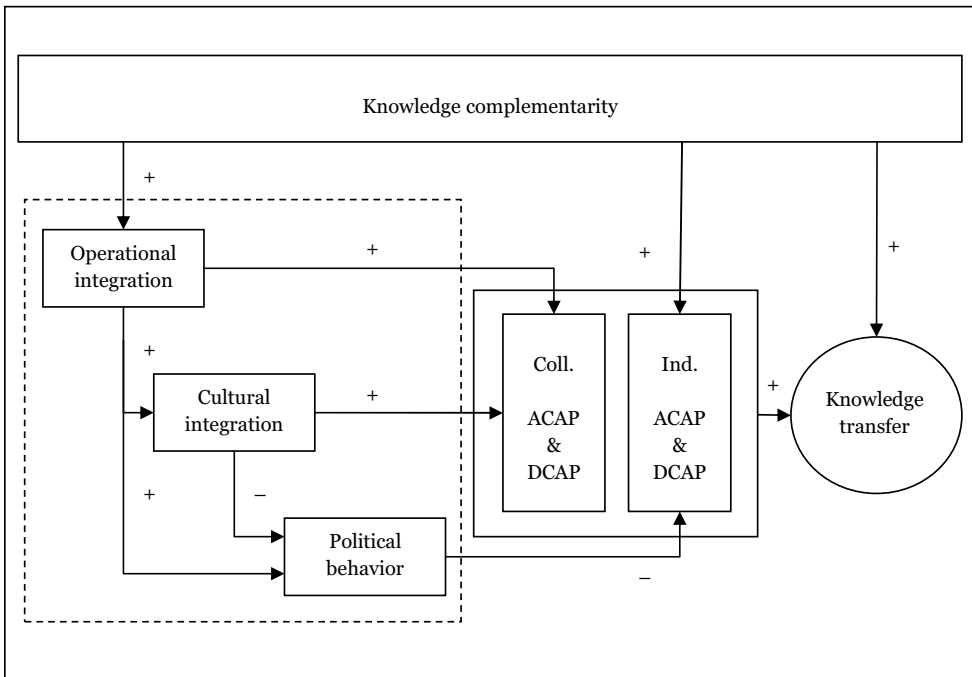 Knowledge complementarity
+
Operational
integration
+
+
+
+
Cultural
integration
+
Coll.
ACAP
&
DCAP
Ind.
ACAP
&
DCAP
+
Knowledge
transfer
+
–
Political
behavior
–